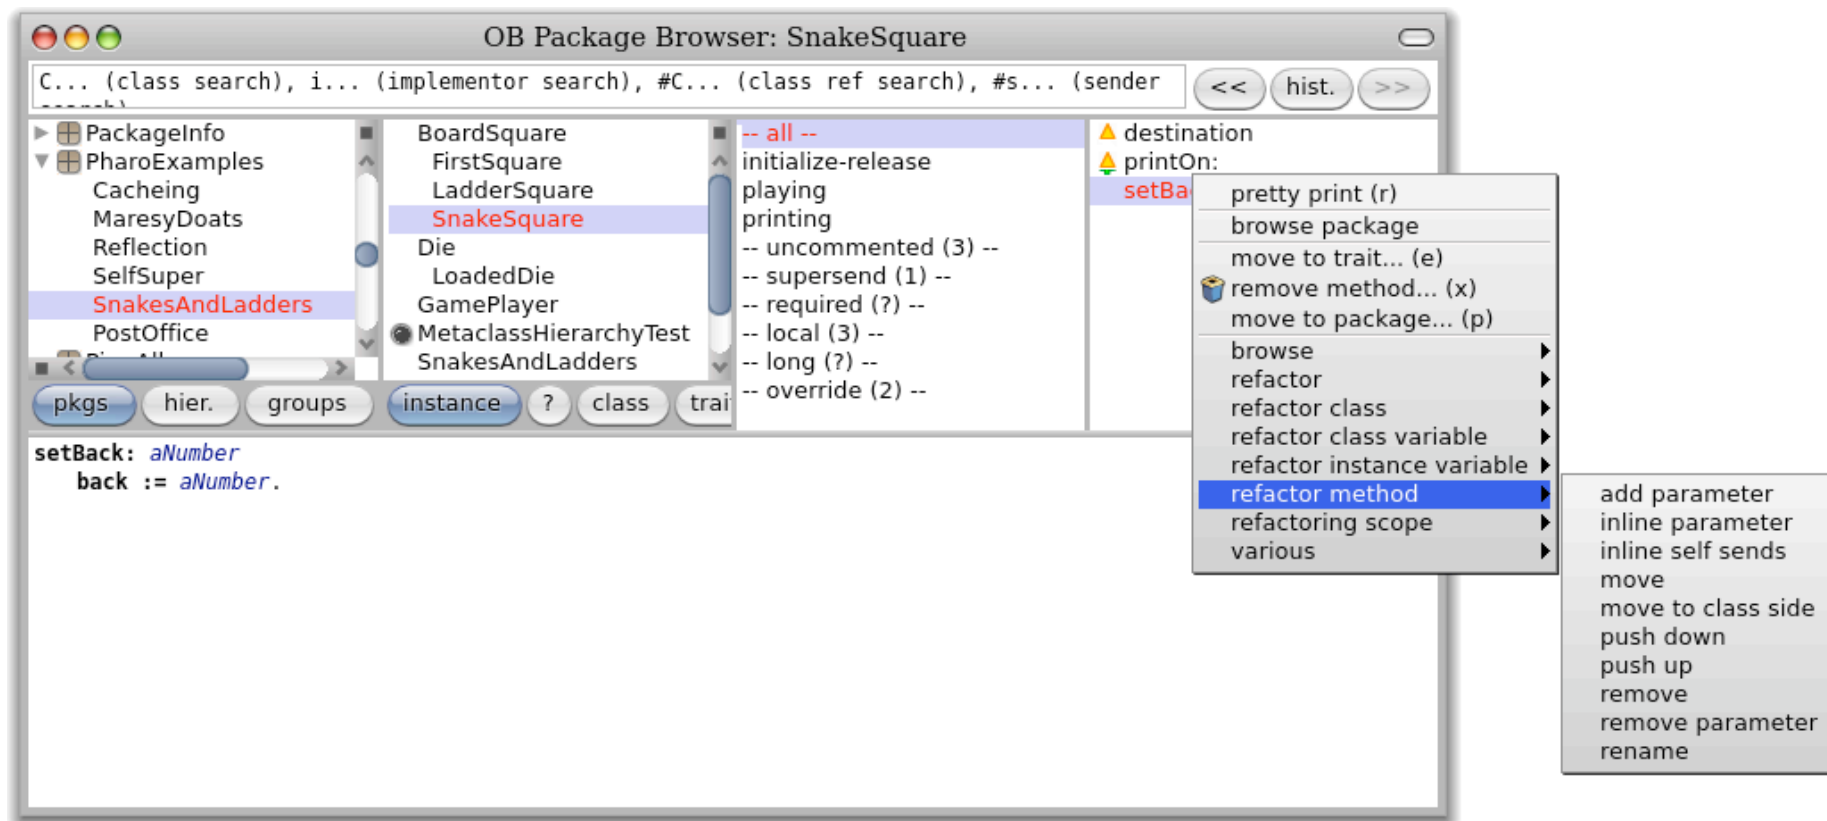 OB Package Browser: SnakeSquare
C... (class search), i... (implementor search), #C... (class ref search), #s... (sender
search)
<<
hist.
>>
PackageInfo
PharoExamples
Cacheing
MaresyDoats
Reflection
SelfSuper
SnakesAndLadders
PostOffice
BoardSquare
FirstSquare
LadderSquare
SnakeSquare
Die
LoadedDie
GamePlayer
MetaclassHierarchyTest
SnakesAndLadders
-- all --
initialize-release
playing
printing
-- uncommented (3) --
-- supersend (1) --
-- required (?) --
-- local (3) --
-- long (?) --
-- override (2) --
destination
printOn:
setBa
pkgs
hier.
groups
instance
?
class
trai
setBack: aNumber
back := aNumber.
pretty print (r)
browse package
move to trait... (e)
remove method... (x)
move to package... (p)
browse
refactor
refactor class
refactor class variable
refactor instance variable
refactor method
refactoring scope
various
add parameter
inline parameter
inline self sends
move
move to class side
push down
push up
remove
remove parameter
rename